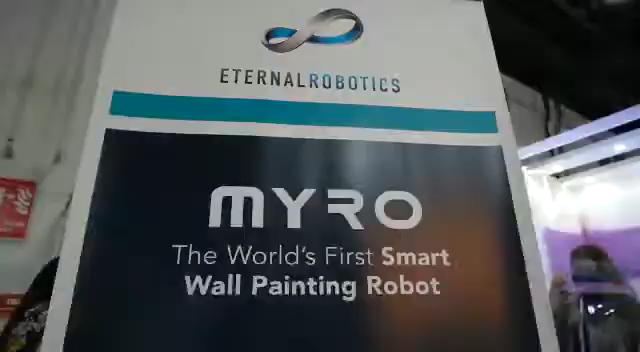 ETERNALROBOTICS
MYRO
The World's First Smart
Wall Painting Robot